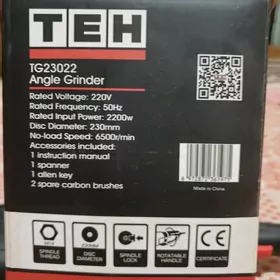 TEH
TG23022
Angle Grinder
Rated Voltage: 220V
Rated Frequency: 50Hz
Rated Input Power: 2200w
Disc Diameter: 230mm
No-load Speed: 6500r/min
Accessories included:
1 instruction manual
1 spanner
1 allen key
2 spare carbon brushes
Made in China
SPINDLE THREAD
DISC DIAMETER
SPINDLE LOCK
ROTATABLE HANDLE
CERTIFICATE